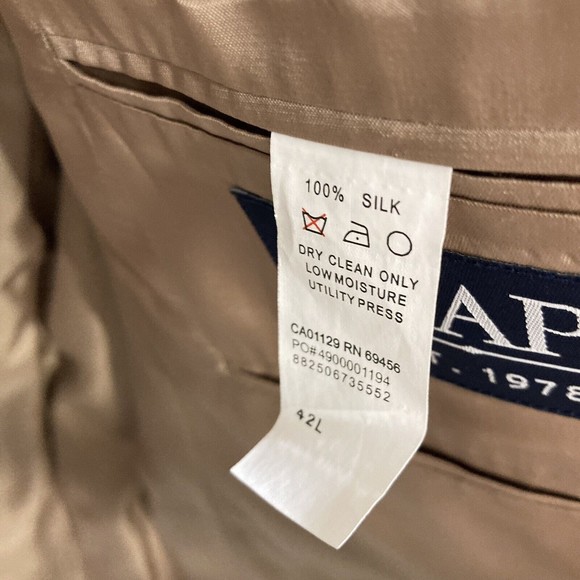 100% SILK
DRY CLEAN ONLY
LOW MOISTURE
UTILITY PRESS
CA01129 RN 69456
PO#4900001194
882506735552
42L
AP
1978